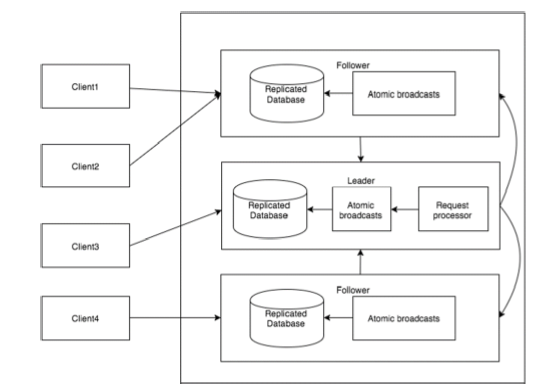 Client1
Client2
Client3
Client4
Follower
Replicated
Database
Atomic broadcasts
Leader
Replicated
Database
Atomic
broadcasts
Request
processor
Follower
Replicated
Database
Atomic broadcasts